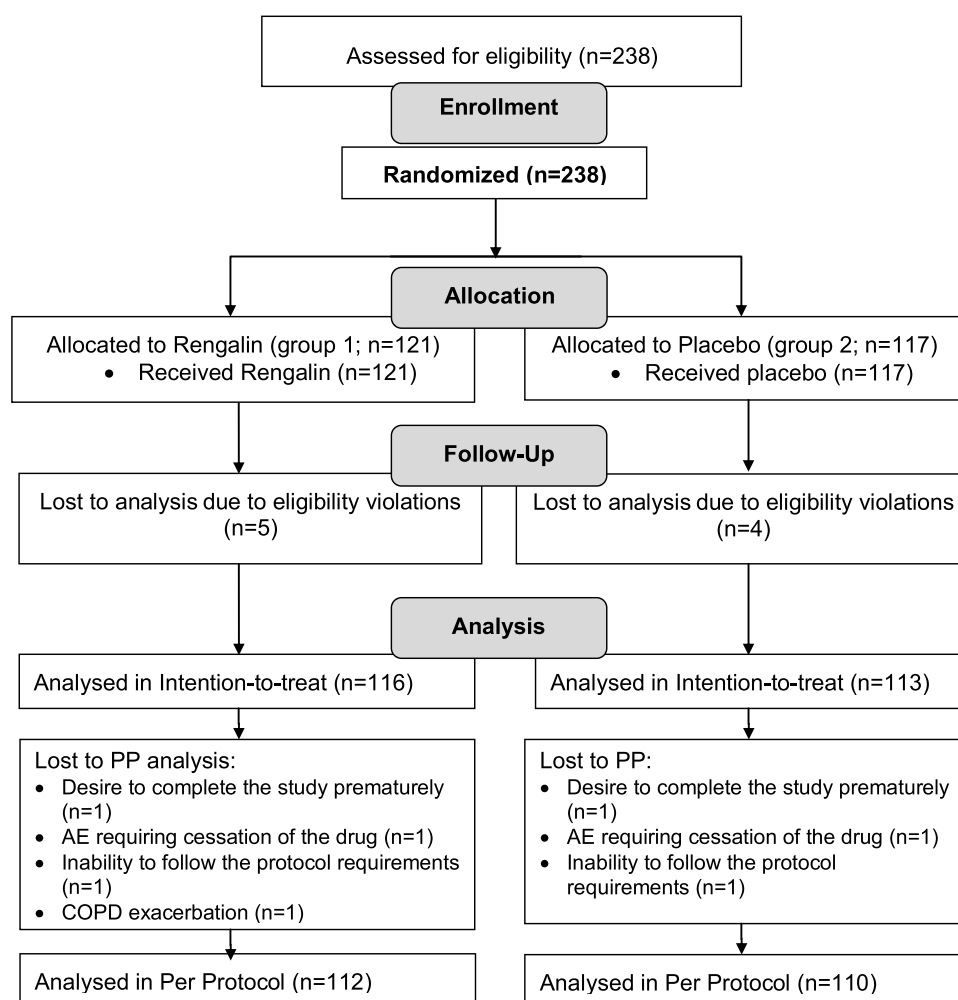 Assessed for eligibility (n=238)
Enrollment
Randomized (n=238)
Allocation
Allocated to Rengalin (group 1; n=121)
• Received Rengalin (n=121)
Allocated to Placebo (group 2; n=117)
• Received placebo (n=117)
Follow-Up
Lost to analysis due to eligibility violations
(n=5)
Lost to analysis due to eligibility violations
(n=4)
Analysis
Analysed in Intention-to-treat (n=116)
Analysed in Intention-to-treat (n=113)
Lost to PP analysis:
• Desire to complete the study prematurely
(n=1)
• AE requiring cessation of the drug (n=1)
• Inability to follow the protocol requirements
(n=1)
• COPD exacerbation (n=1)
Lost to PP:
• Desire to complete the study prematurely
(n=1)
• AE requiring cessation of the drug (n=1)
• Inability to follow the protocol
requirements (n=1)
Analysed in Per Protocol (n=112)
Analysed in Per Protocol (n=110)